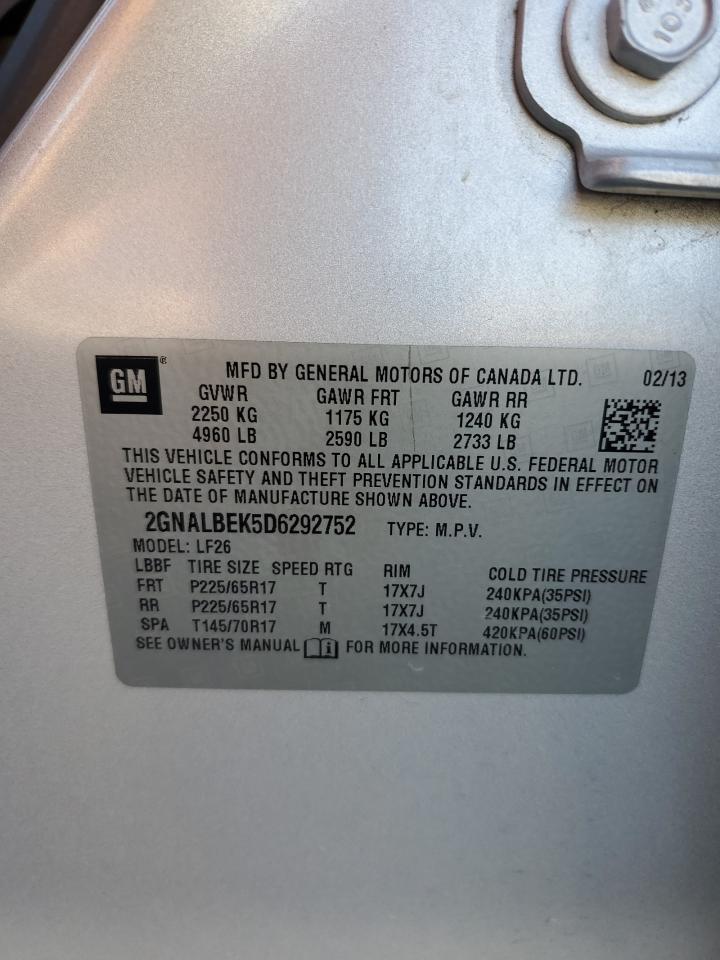 103
GM ®
MFD BY GENERAL MOTORS OF CANADA LTD. 02/13
GVWR GAWR FRT GAWR RR
2250 KG 1175 KG 1240 KG
4960 LB 2590 LB 2733 LB
THIS VEHICLE CONFORMS TO ALL APPLICABLE U.S. FEDERAL MOTOR
VEHICLE SAFETY AND THEFT PREVENTION STANDARDS IN EFFECT ON
THE DATE OF MANUFACTURE SHOWN ABOVE.
2GNALBEK5D6292752 TYPE: M.P.V.
MODEL: LF26
LBBF TIRE SIZE SPEED RTG RIM COLD TIRE PRESSURE
FRT P225/65R17 T 17X7J 240KPA(35PSI)
RR P225/65R17 T 17X7J 240KPA(35PSI)
SPA T145/70R17 M 17X4.5T 420KPA(60PSI)
SEE OWNER'S MANUAL FOR MORE INFORMATION.